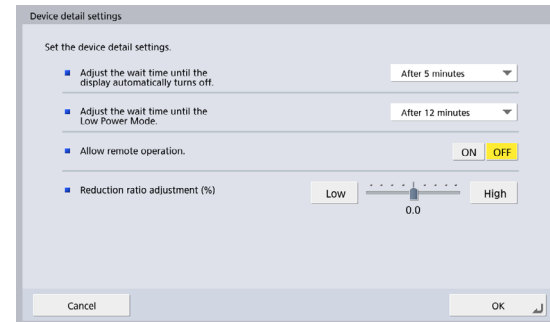 Device detail settings
Set the device detail settings.
Adjust the wait time until the
display automatically turns off.
After 5 minutes
Adjust the wait time until the
Low Power Mode.
After 12 minutes
Allow remote operation.
ON OFF
Reduction ratio adjustment (%)
Low High
0.0
Cancel OK